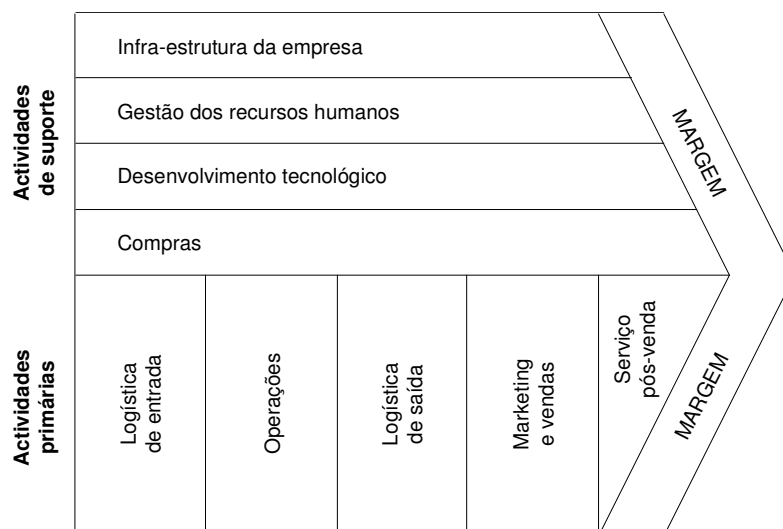 Actividades
de suporte
Infra-estrutura da empresa
Gestão dos recursos humanos
Desenvolvimento tecnológico
Compras
MARGEM
Actividades
primárias
Logística
de entrada
Operações
Logística
de saída
Marketing
e vendas
Serviço
pós-venda
MARGEM